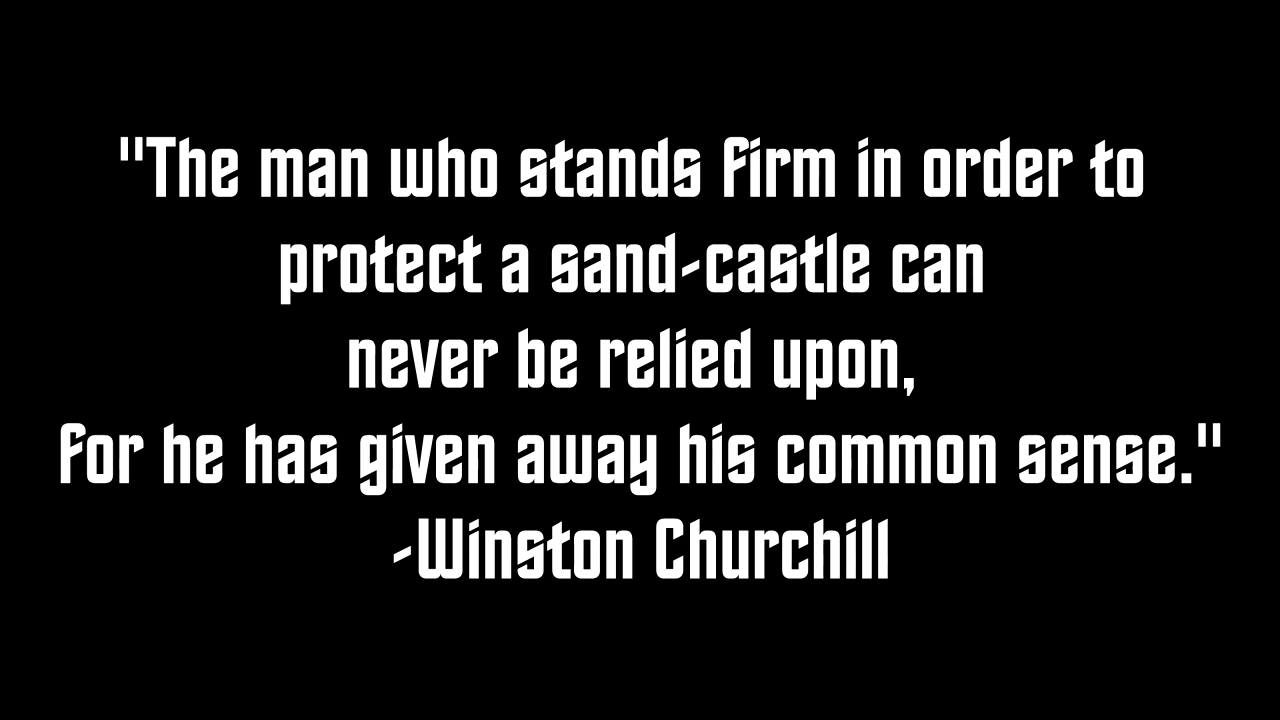 "The man who stands firm in order to
protect a sand-castle can
never be relied upon,
for he has given away his common sense."
-Winston Churchill